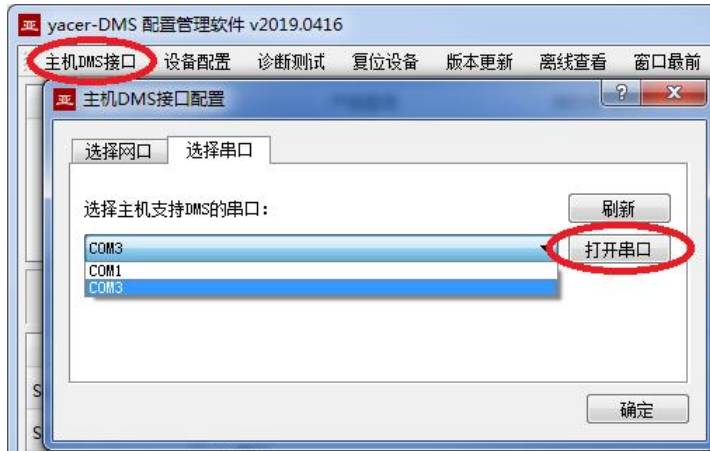 亚 yacer-DMS 配置管理软件 v2019.0416
主机DMS接口 设备配置 诊断测试 复位设备 版本更新 离线查看 窗口最前
亚 主机DMS接口配置 ? X
选择网口 选择串口
选择主机支持DMS的串口:
刷新
COM3
打开串口
COM1
COM3
确定
S
S